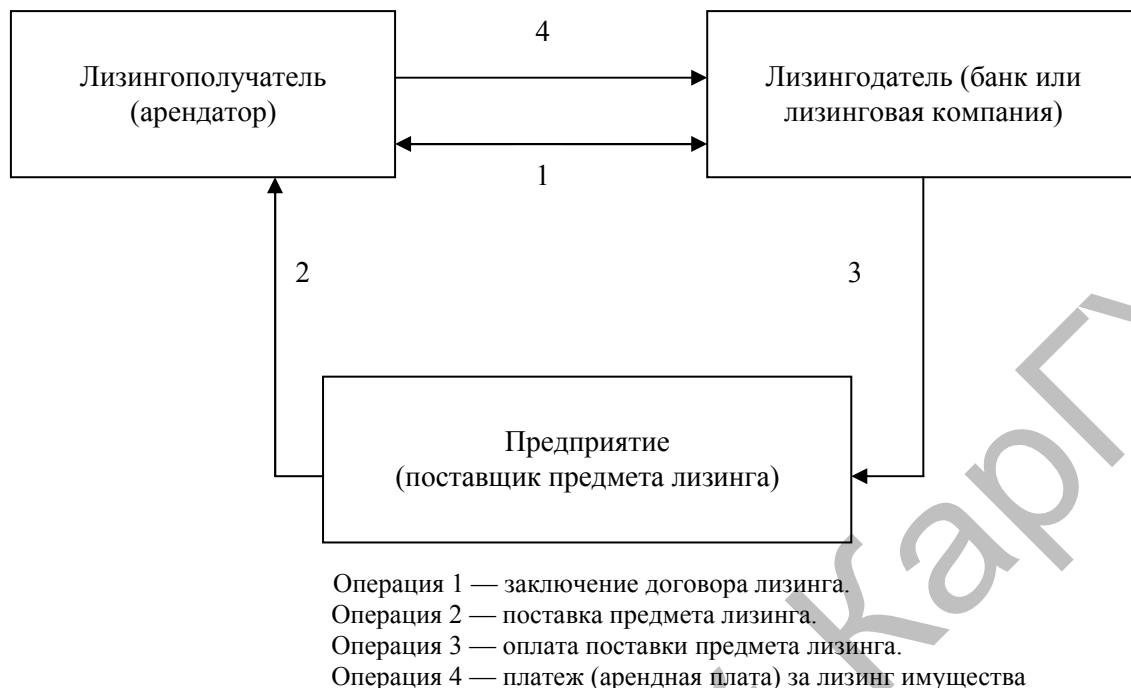 4
Лизингополучатель
(арендатор)
Лизингодатель (банк или
лизинговая компания)
1
2
3
Предприятие
(поставщик предмета лизинга)
Операция 1 — заключение договора лизинга.
Операция 2 — поставка предмета лизинга.
Операция 3 — оплата поставки предмета лизинга.
Операция 4 — платеж (арендная плата) за лизинг имущества